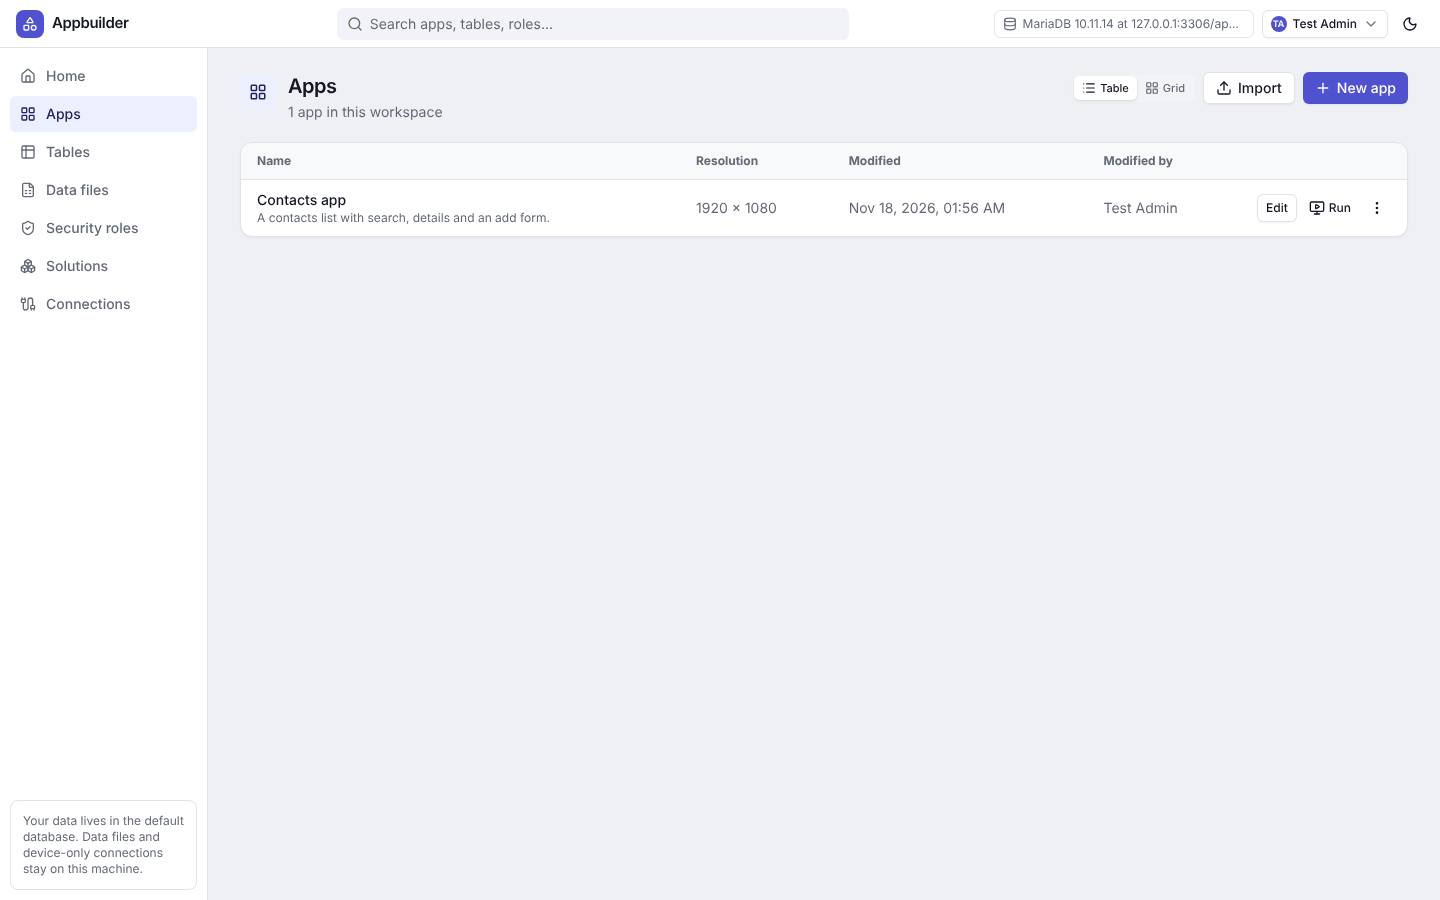 Appbuilder
Search apps, tables, roles...
MariaDB 10.11.14 at 127.0.0.1:3306/ap...
TA
Test Admin
Home
Apps
Tables
Data files
Security roles
Solutions
Connections
Your data lives in the default
database. Data files and
device-only connections
stay on this machine.
Apps
1 app in this workspace
Table
Grid
Import
New app
Name
Resolution
Modified
Modified by
Contacts app
A contacts list with search, details and an add form.
1920 × 1080
Nov 18, 2026, 01:56 AM
Test Admin
Edit
Run